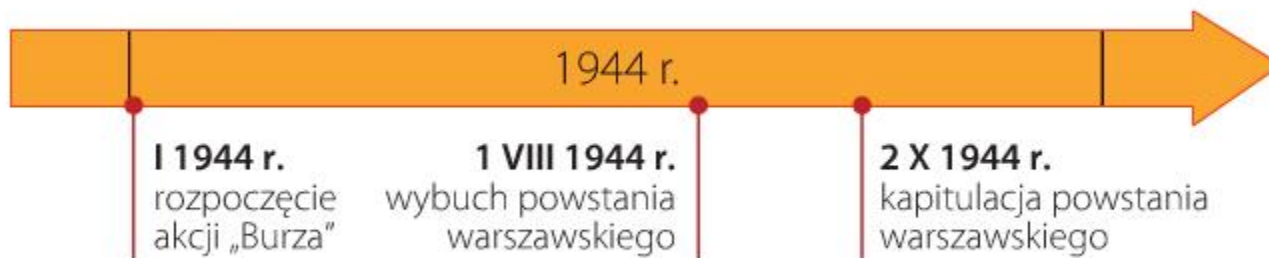 1944 r.
I 1944 r.
rozpoczęcie
akcji „Burza”
1 VIII 1944 r.
wybuch powstania
warszawskiego
2 X 1944 r.
kapitulacja powstania
warszawskiego